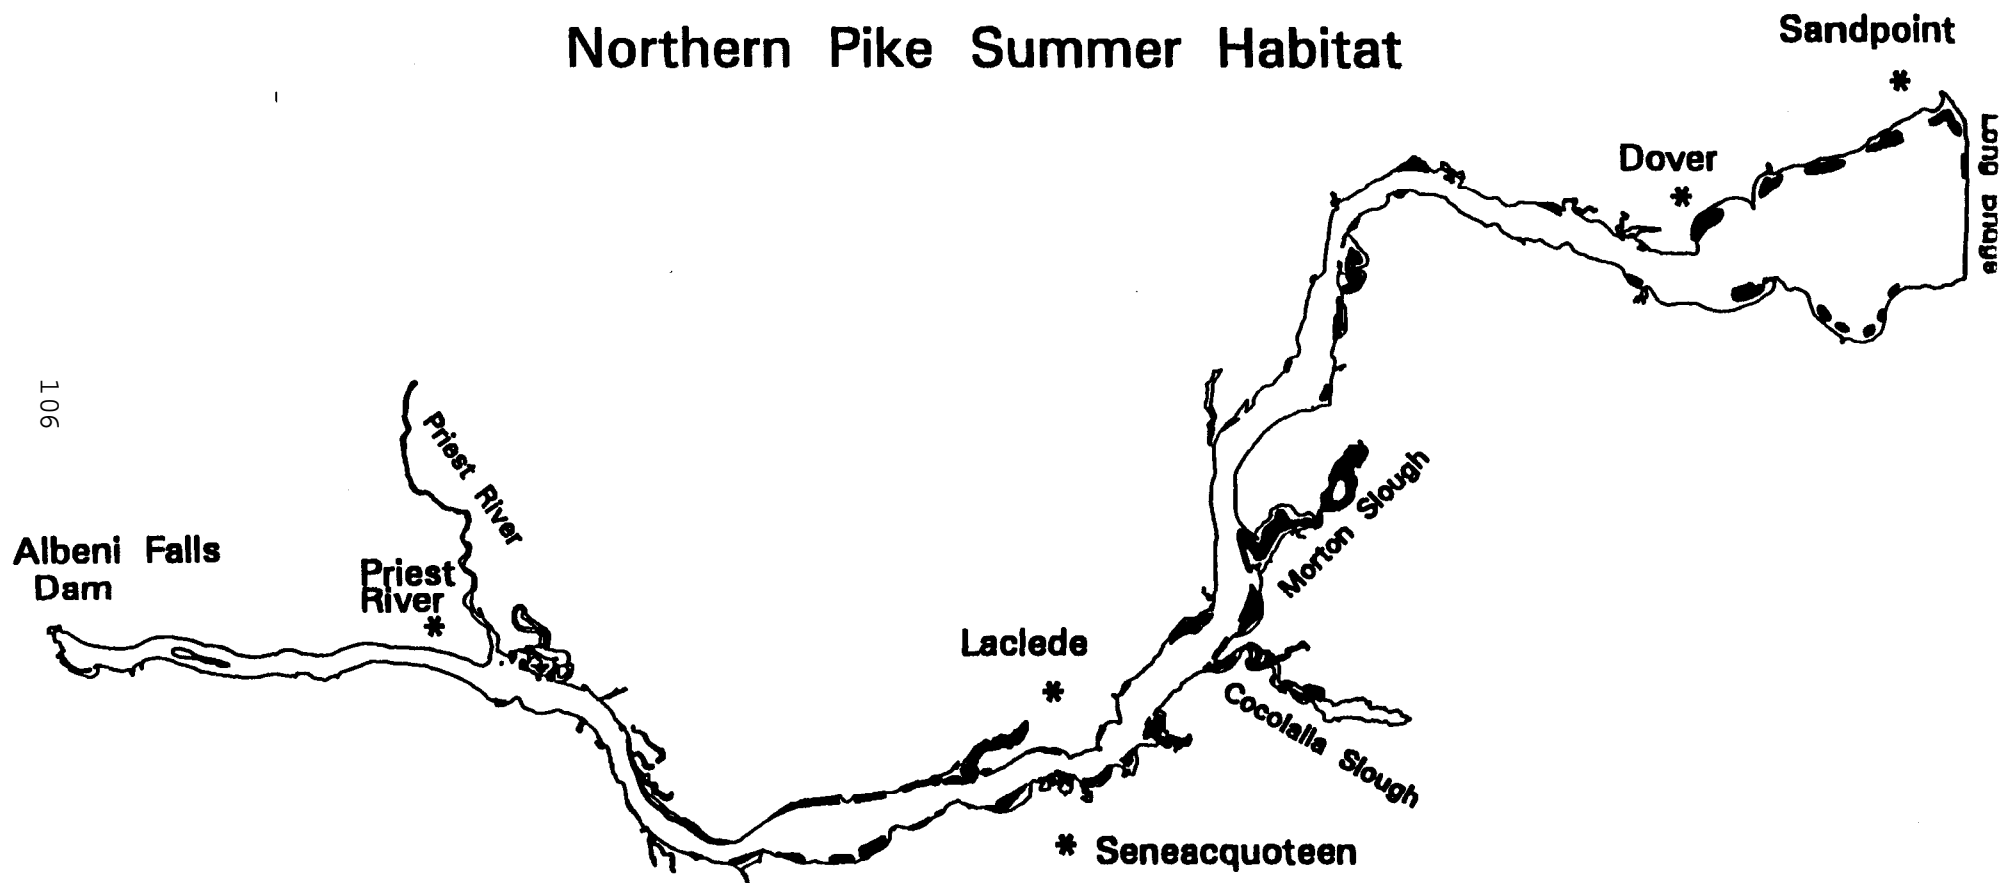 Northern Pike Summer Habitat
Sandpoint
*
Long Bridge
Dover
*
106
Priest River
Morton Slough
Albeni Falls
Dam
Priest
River
*
Laclede
*
Cocolalla Slough
* Seneacquoteen